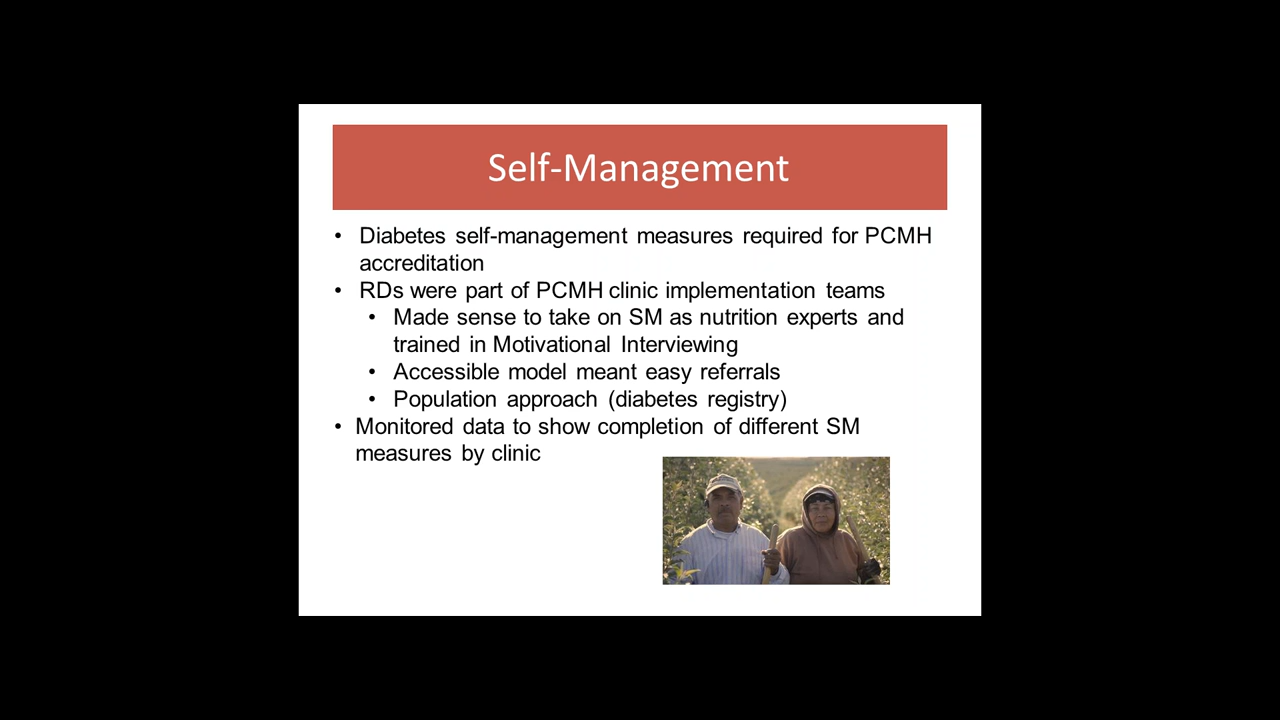 Self-Management
• Diabetes self-management measures required for PCMH
accreditation
• RDs were part of PCMH clinic implementation teams
• Made sense to take on SM as nutrition experts and
trained in Motivational Interviewing
• Accessible model meant easy referrals
• Population approach (diabetes registry)
• Monitored data to show completion of different SM
measures by clinic